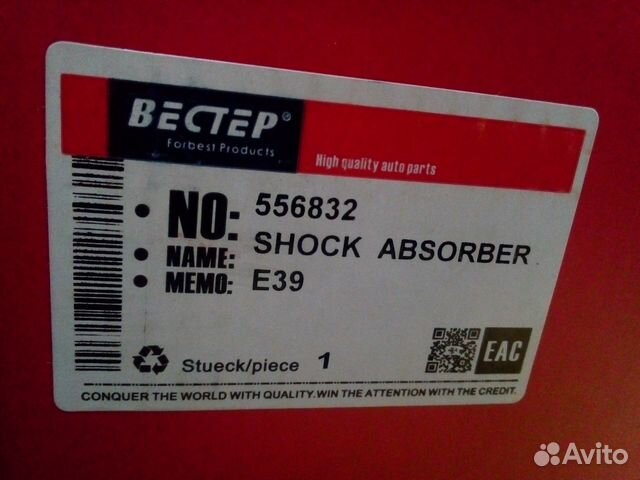 ВЕСТЕР®
Forbest Products
High quality auto parts
• NO: 556832
• NAME: SHOCK ABSORBER
• MEMO: E39
Stueck/piece 1
EAC
CONQUER THE WORLD WITH QUALITY.WIN THE ATTENTION WITH THE CREDIT.
Avito